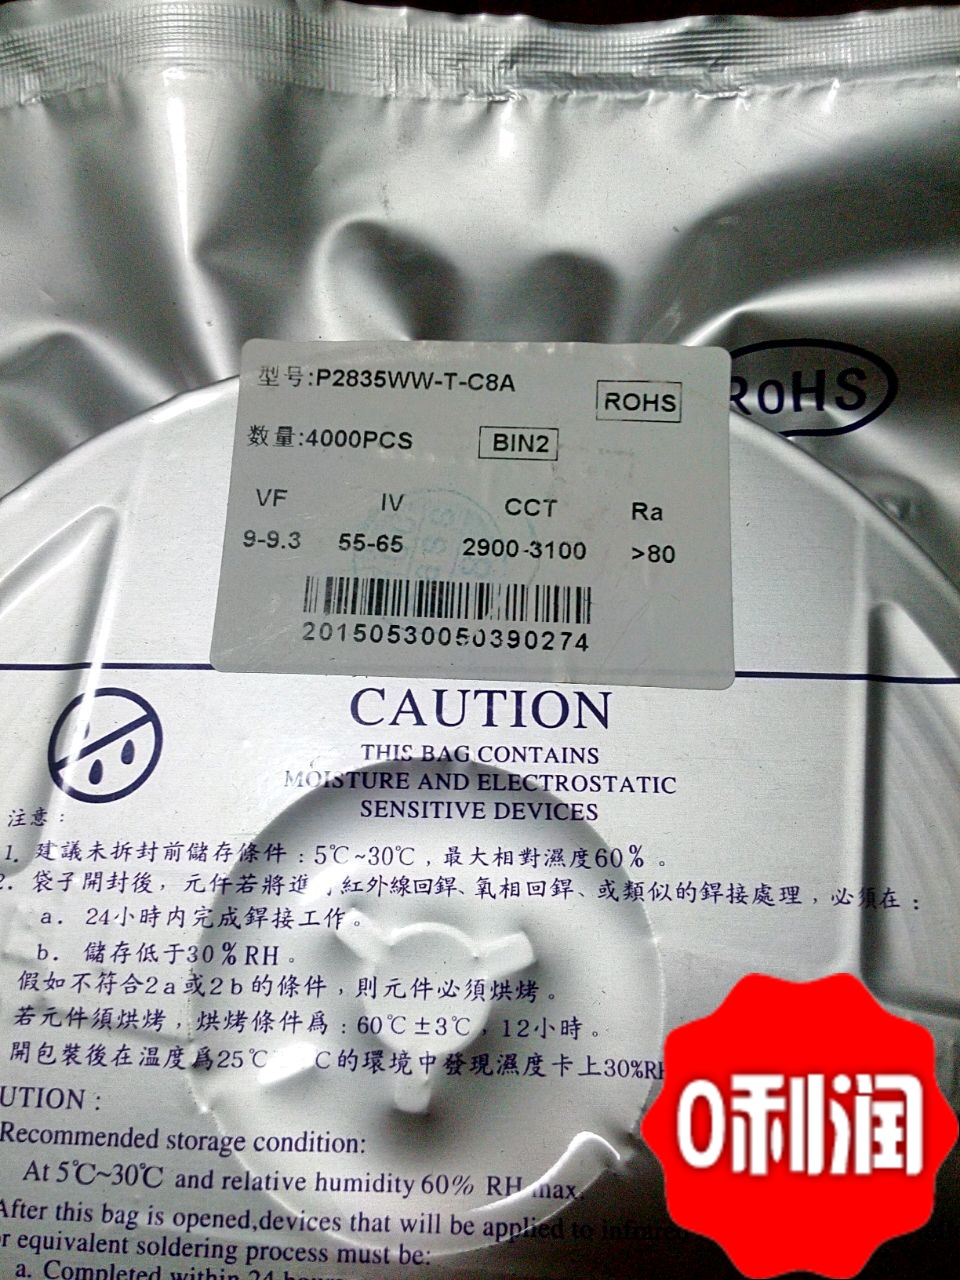 型号:P2835WW-T-C8A
ROHS
RoHS
数量:4000PCS
BIN2
VF IV CCT Ra
9-9.3 55-65 2900-3100 >80
20150530050390274
CAUTION
THIS BAG CONTAINS
MOISTURE AND ELECTROSTATIC
SENSITIVE DEVICES
注意:
1. 建議未拆封前儲存條件:5℃~30℃,最大相對濕度60%。
2. 袋子開封後,元件若將進 紅外線回銲、氧相回銲、或類似的銲接處理,必須在:
a. 24小時内完成銲接工作。
b. 儲存低于30%RH。
假如不符合2a或2b的條件,則元件必須烘烤。
若元件須烘烤,烘烤條件爲:60℃±3℃,12小時。
開包裝後在溫度爲25℃ C的環境中發現濕度卡上30%RH
UTION:
Recommended storage condition:
At 5℃~30℃ and relative humidity 60% RH max.
After this bag is opened,devices that will be applied to infrared
or equivalent soldering process must be:
a. Completed within 24 hours
0利润